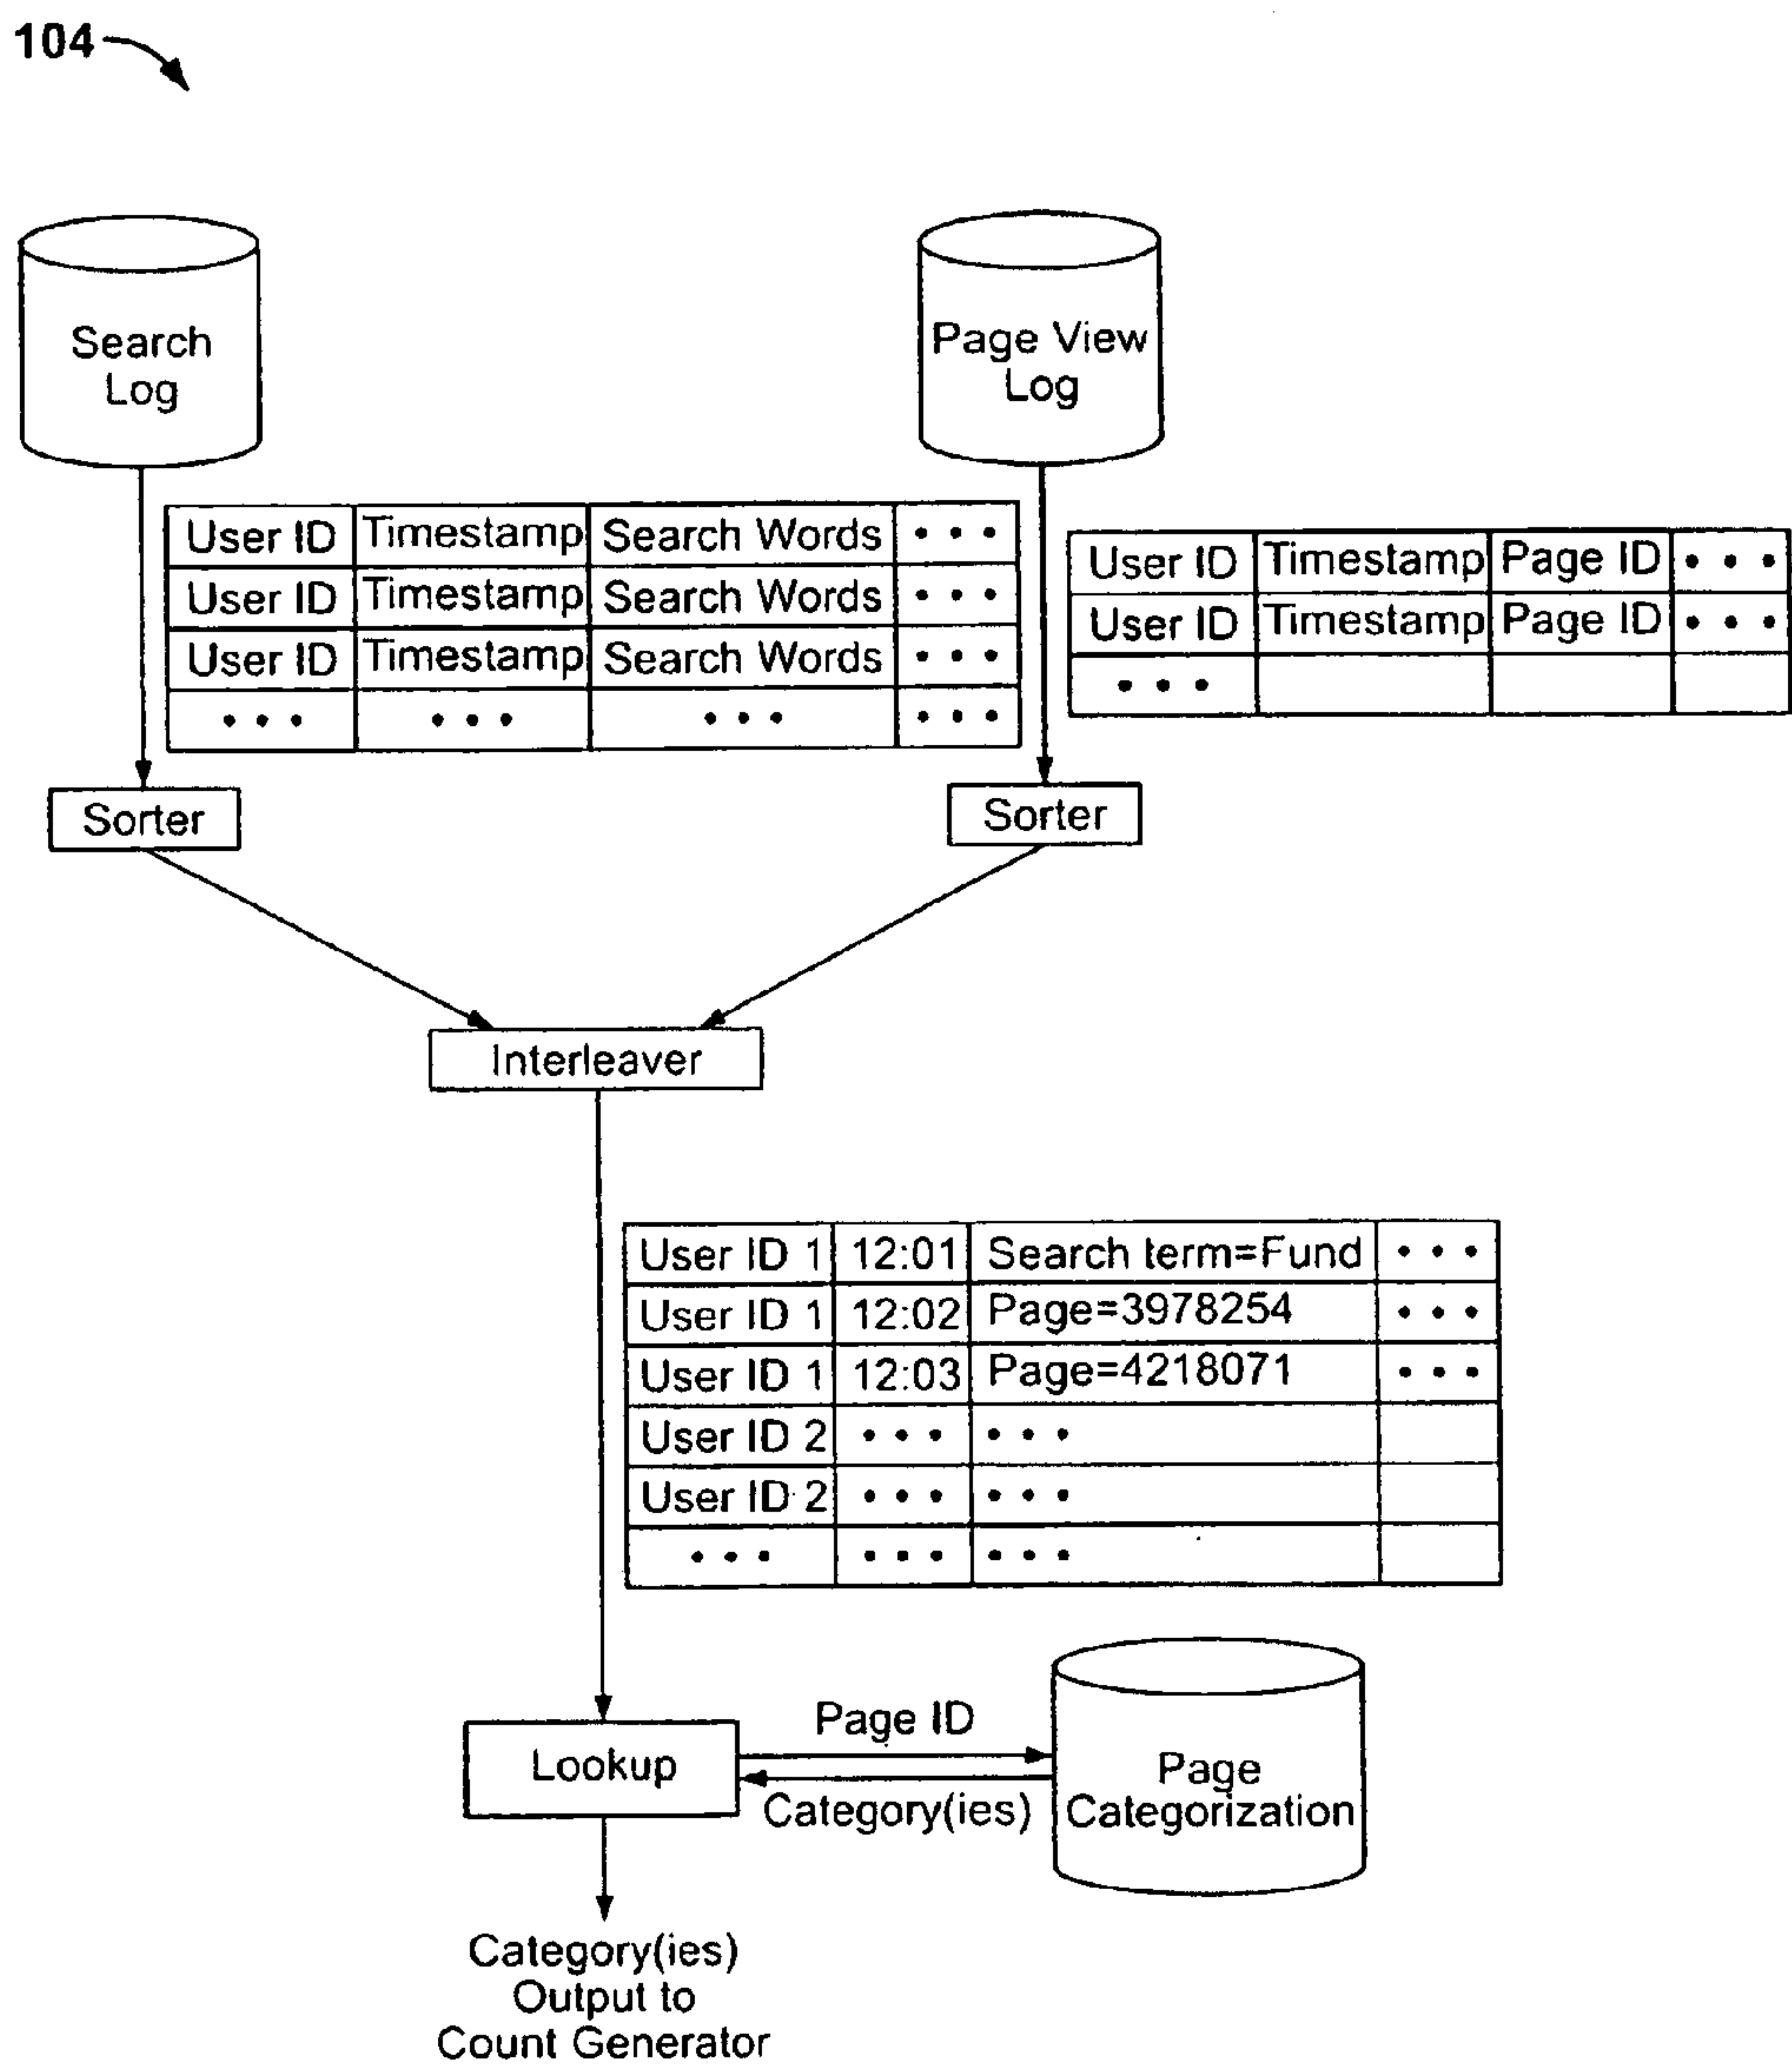 104
Search
Log
Page View
Log
User ID Timestamp Search Words • • •
User ID Timestamp Search Words • • •
User ID Timestamp Search Words • • •
• • • • • • • • • • • •
User ID Timestamp Page ID • • •
User ID Timestamp Page ID • • •
• • •
Sorter
Sorter
Interleaver
User ID 1 12:01 Search term=Fund • • •
User ID 1 12:02 Page=3978254 • • •
User ID 1 12:03 Page=4218071 • • •
User ID 2 • • • • • •
User ID 2 • • • • • •
• • • • • • • • •
Lookup
Page ID
Category(ies)
Page
Categorization
Category(ies)
Output to
Count Generator